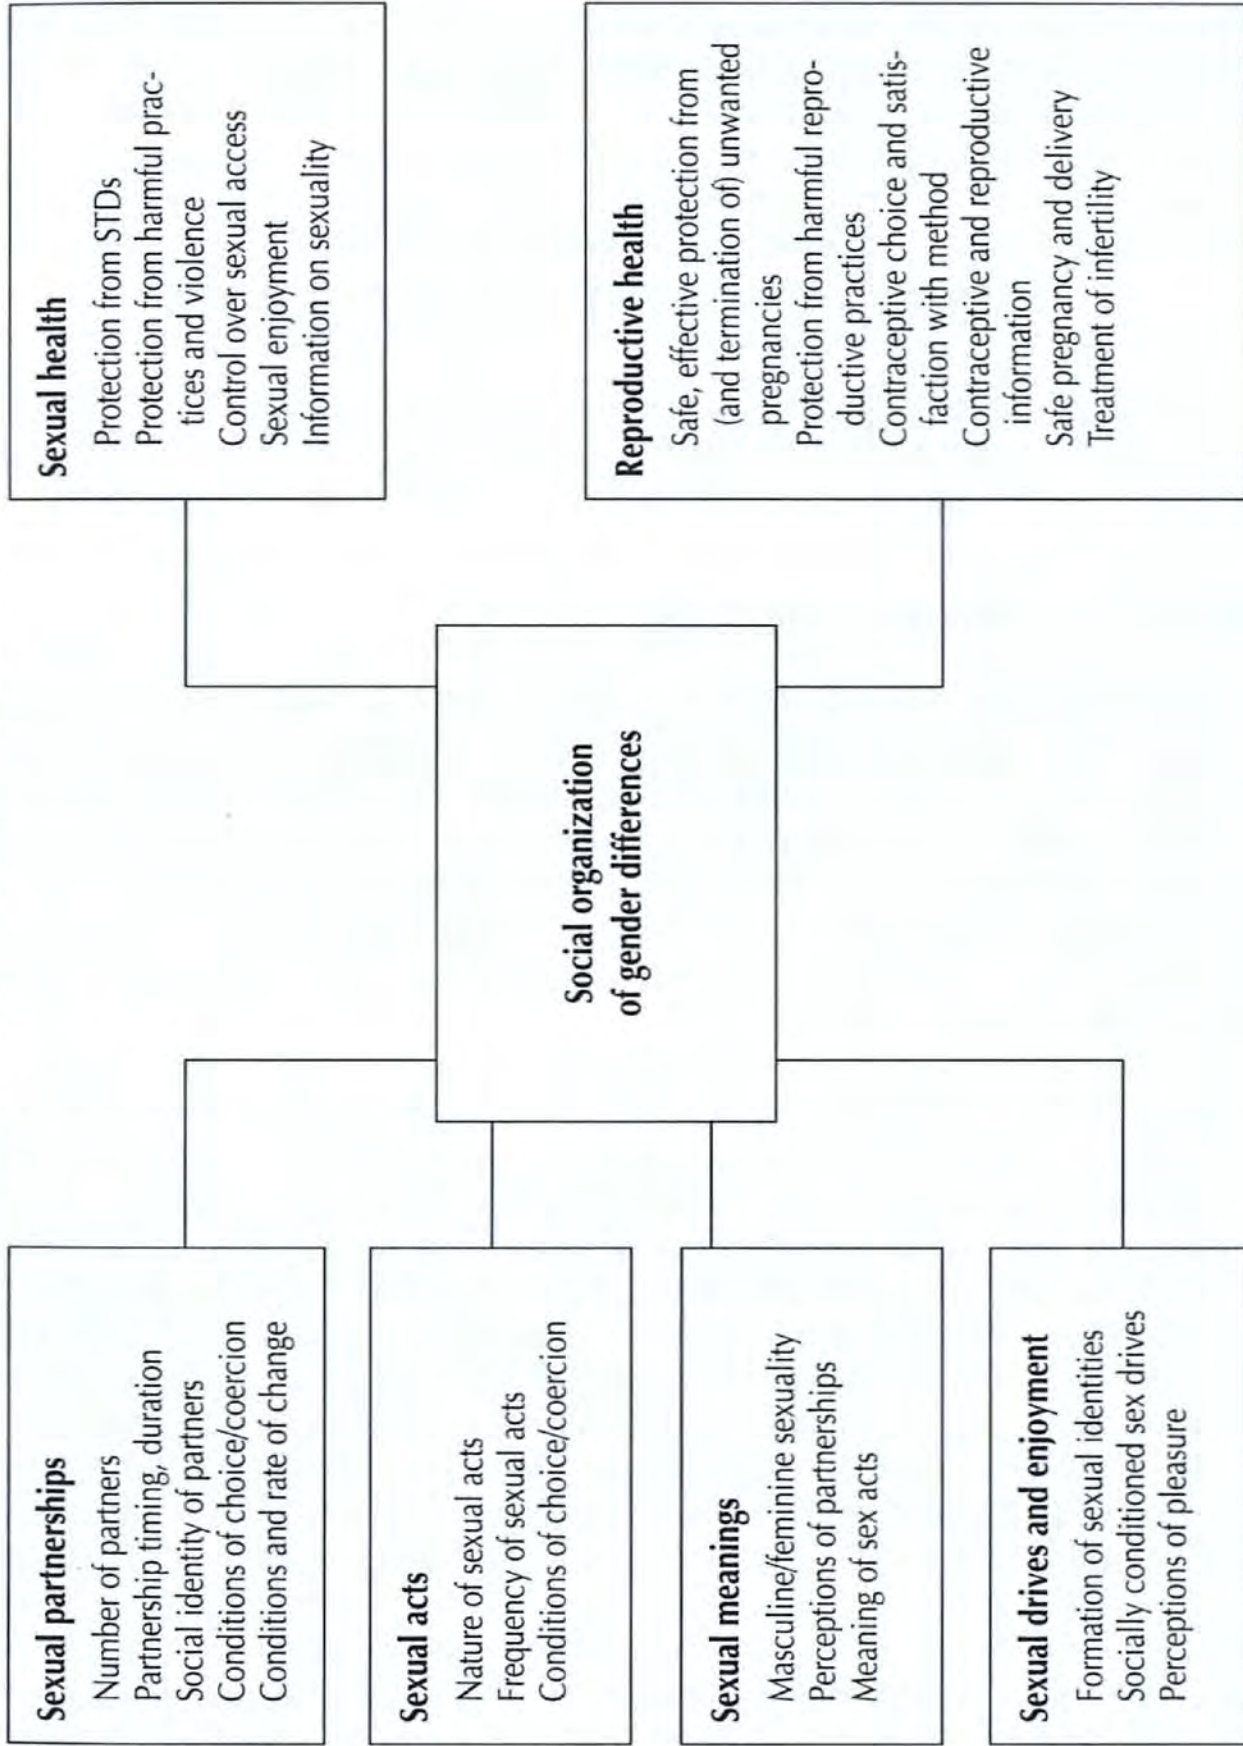 Sexual partnerships
Number of partners
Partnership timing, duration
Social identity of partners
Conditions of choice/coercion
Conditions and rate of change
Sexual acts
Nature of sexual acts
Frequency of sexual acts
Conditions of choice/coercion
Sexual meanings
Masculine/feminine sexuality
Perceptions of partnerships
Meaning of sex acts
Sexual drives and enjoyment
Formation of sexual identities
Socially conditioned sex drives
Perceptions of pleasure
Social organization
of gender differences
Sexual health
Protection from STDs
Protection from harmful prac-
tices and violence
Control over sexual access
Sexual enjoyment
Information on sexuality
Reproductive health
Safe, effective protection from
(and termination of) unwanted
pregnancies
Protection from harmful repro-
ductive practices
Contraceptive choice and satis-
faction with method
Contraceptive and reproductive
information
Safe pregnancy and delivery
Treatment of infertility